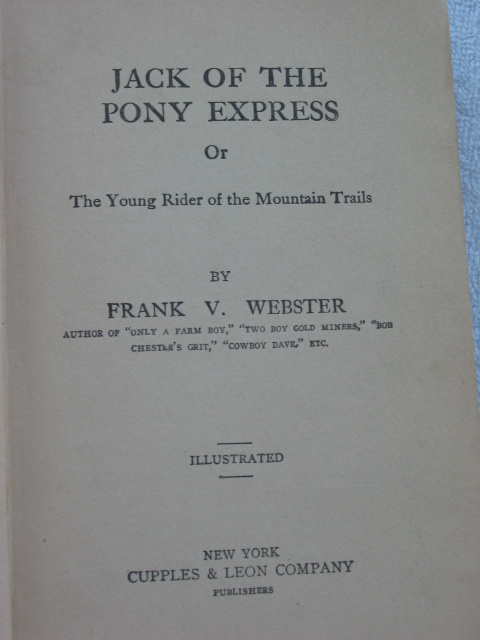 JACK OF THE
PONY EXPRESS
Or
The Young Rider of the Mountain Trails
BY
FRANK V. WEBSTER
AUTHOR OF "ONLY A FARM BOY," "TWO BOY GOLD MINERS," "BOB
CHESTER'S GRIT," "COWBOY DAVE," ETC.
ILLUSTRATED
NEW YORK
CUPPLES & LEON COMPANY
PUBLISHERS